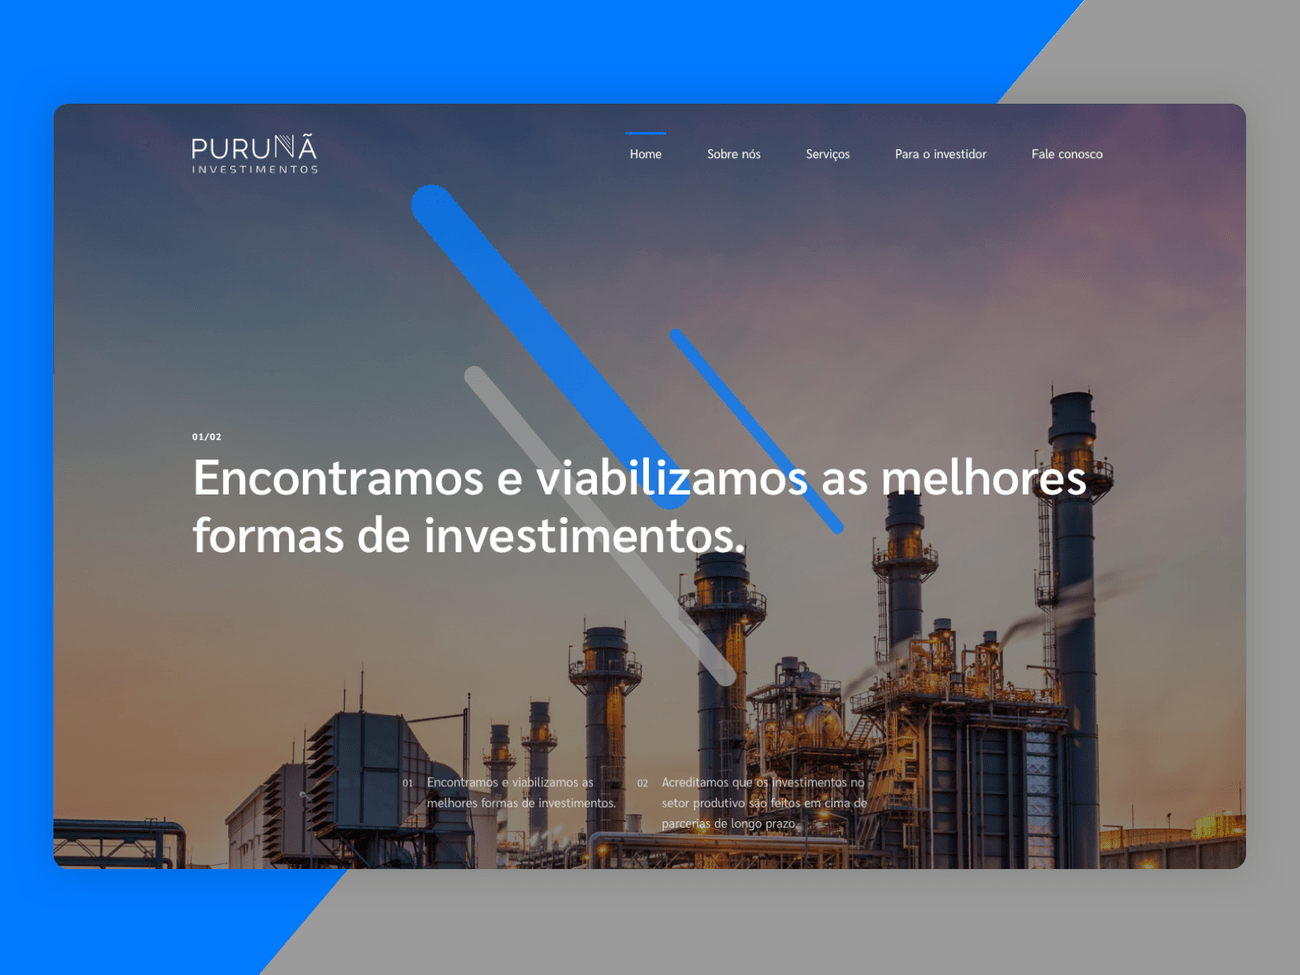 PURUNÃ
INVESTIMENTOS
Home
Sobre nós
Serviços
Para o investidor
Fale conosco
01/02
Encontramos e viabilizamos as melhores
formas de investimentos.
01
Encontramos e viabilizamos as
melhores formas de investimentos.
02
Acreditamos que os investimentos no
setor produtivo são feitos em cima de
parcerias de longo prazo.